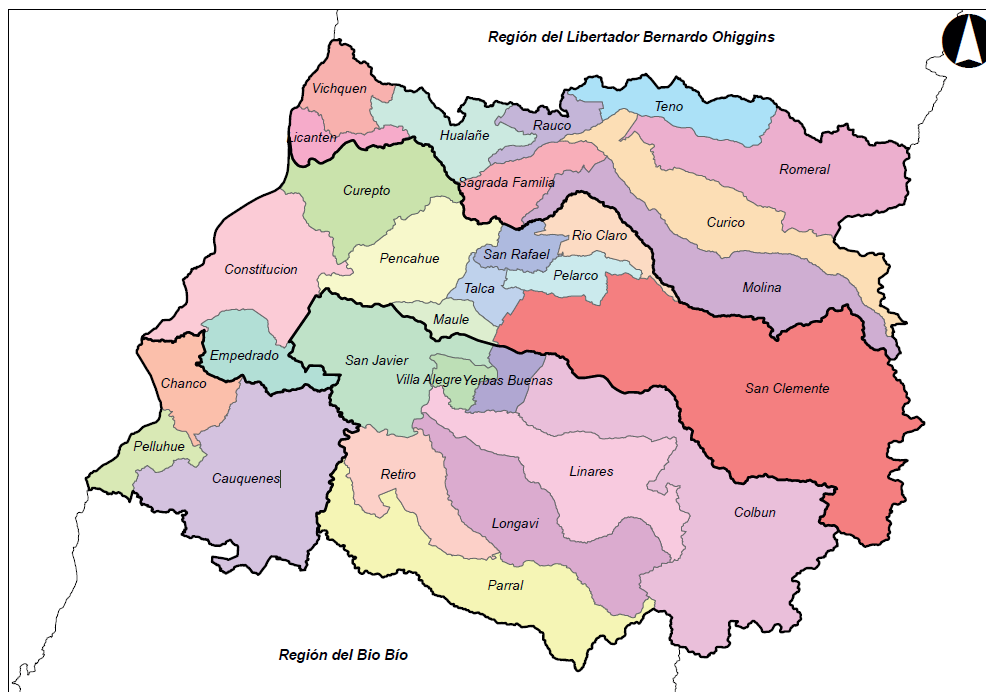 Región del Libertador Bernardo Ohiggins
Vichquen
Teno
Rauco
Hualañe
Licanten
Romeral
Sagrada Familia
Curepto
Curico
Rio Claro
San Rafael
Pencahue
Constitucion
Pelarco
Talca
Molina
Maule
Empedrado
San Javier
Villa Alegre
Yerbas Buenas
Chanco
San Clemente
Pelluhue
Retiro
Linares
Cauquenes
Colbun
Longavi
Parral
Región del Bio Bío